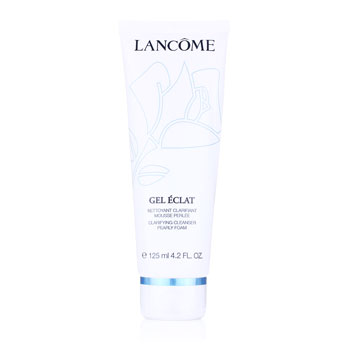 LANCÔME
GEL ÉCLAT
NETTOYANT CLARIFIANT
MOUSSE PERLÉE
CLARIFYING CLEANSER
PEARLY FOAM
e 125 ml 4.2 FL. OZ.